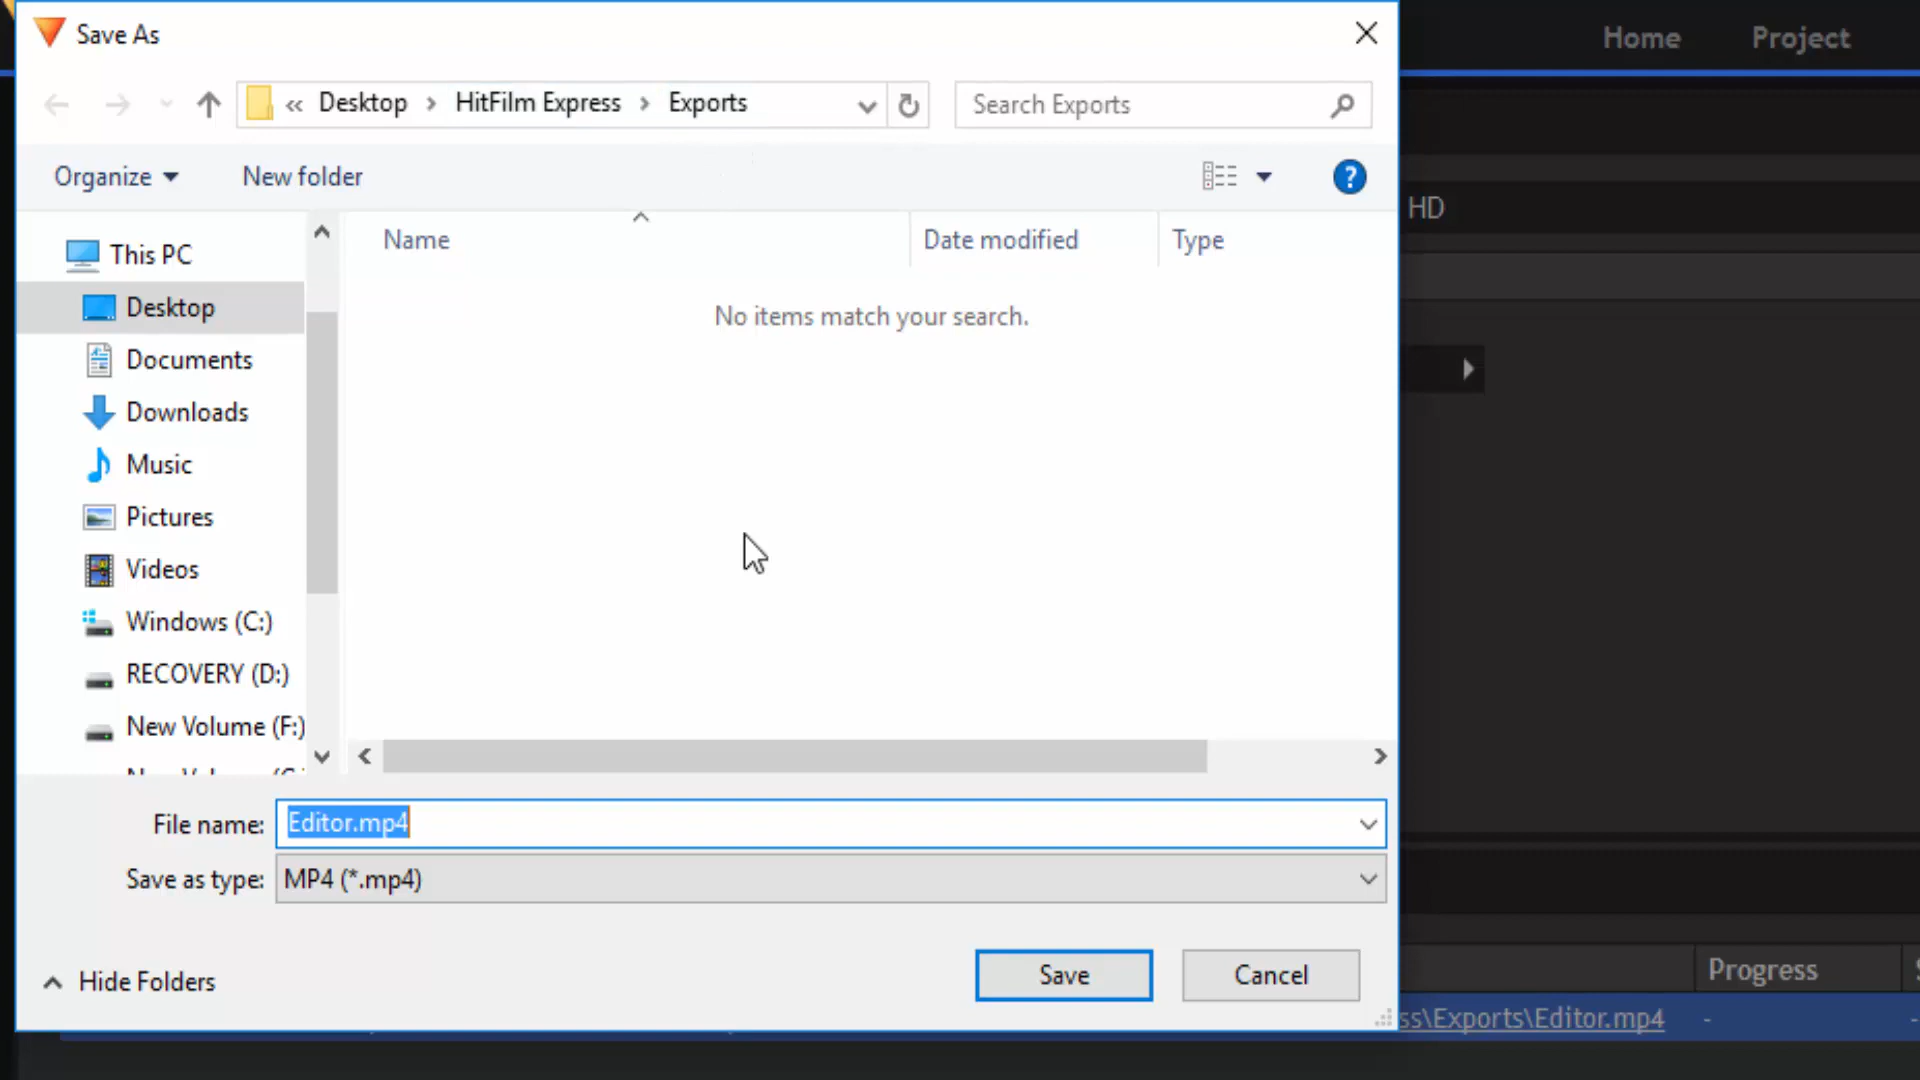 Save As
Home Project
« Desktop > HitFilm Express > Exports
Search Exports
Organize
New folder
?
HD
Name
Date modified
Type
This PC
No items match your search.
Desktop
Documents
Downloads
Music
Pictures
Videos
Windows (C:)
RECOVERY (D:)
New Volume (F:)
File name: Editor.mp4
Save as type: MP4 (*.mp4)
Hide Folders
Save
Cancel
Progress
ss\Exports\Editor.mp4 - -